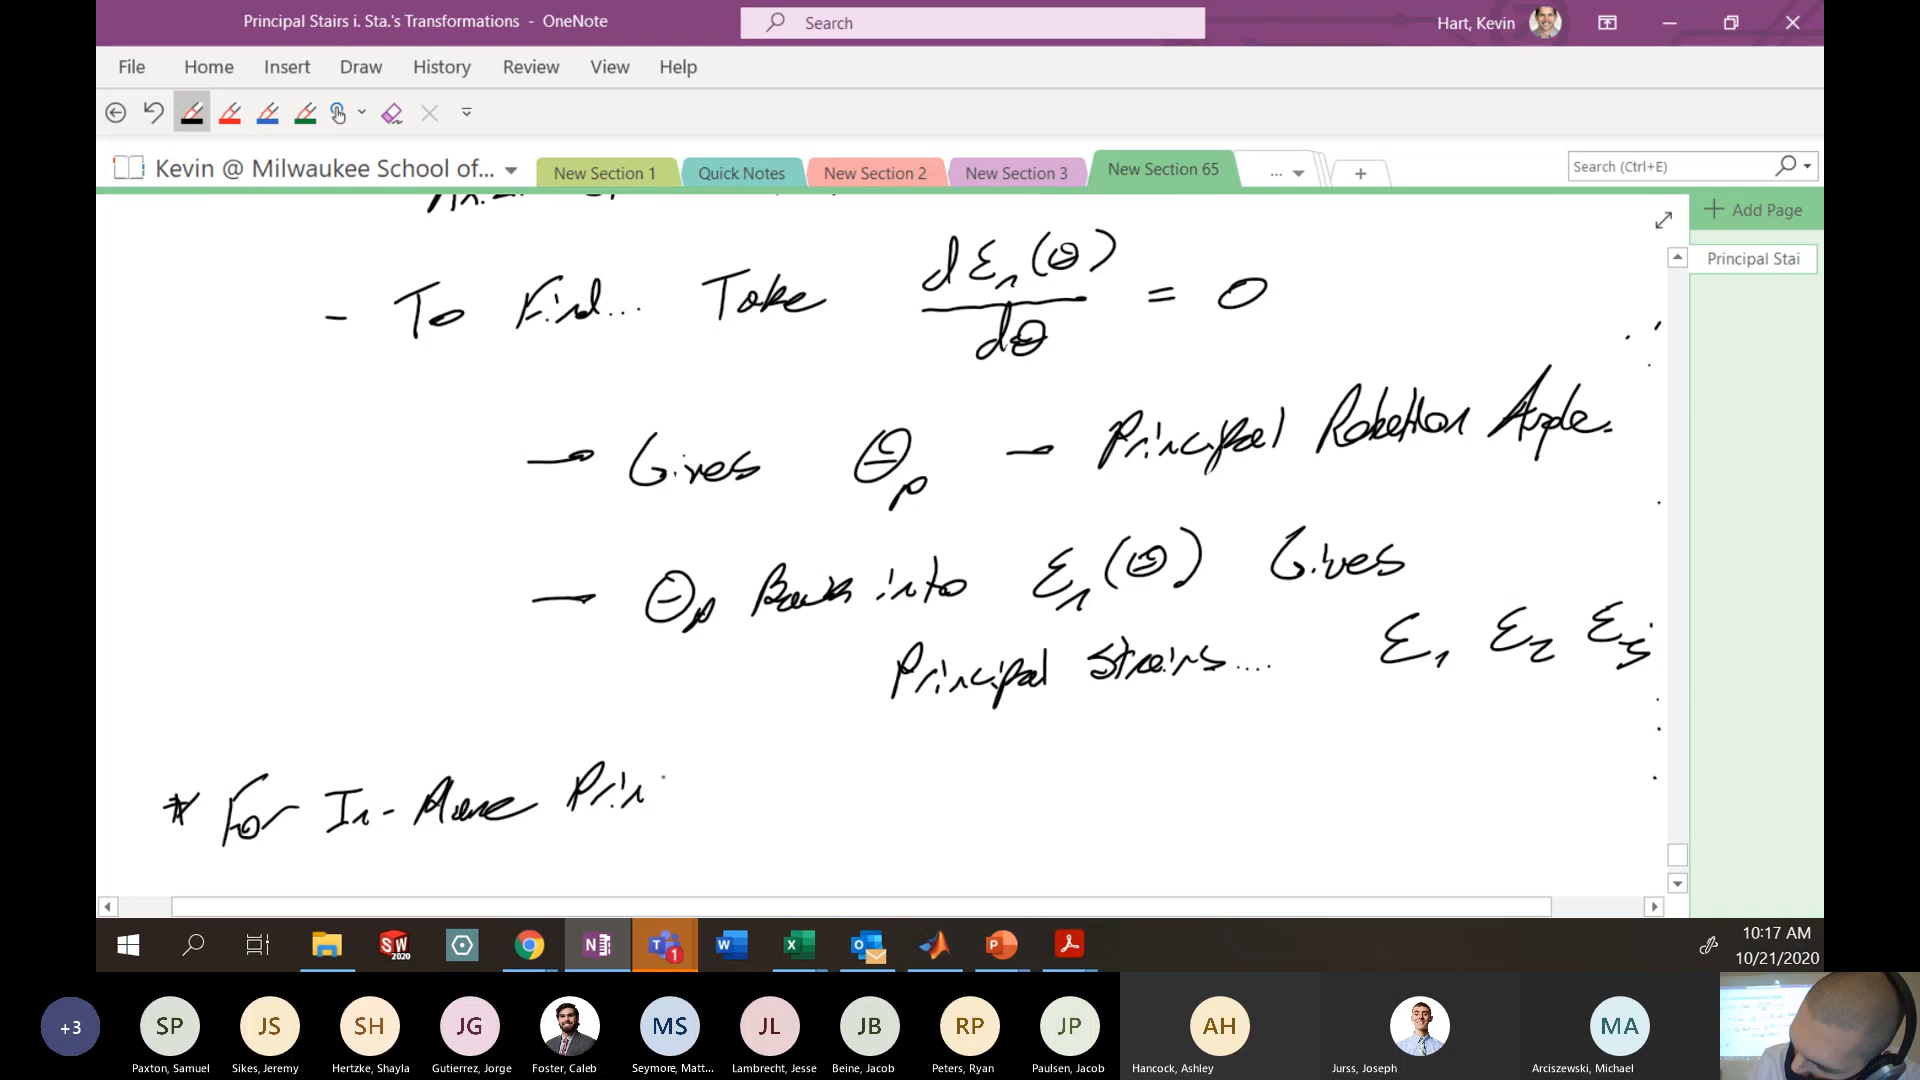 Principal Stairs i. Sta.'s Transformations - OneNote
Search
Hart, Kevin
File Home Insert Draw History Review View Help
Kevin @ Milwaukee School of...
New Section 1
Quick Notes
New Section 2
New Section 3
New Section 65
...
Search (Ctrl+E)
Add Page
Principal Stai
- To Find... Take dε₁(θ)/dθ = 0
→ Gives θp - Principal Rotation Angle.
→ θp Back into ε₁(θ) Gives
Principal Strains.... ε₁ ε₂ ε₃
* For In-Plane Prin
SW 2020
1
10:17 AM
10/21/2020
+3
SP
JS
SH
JG
MS
JL
JB
RP
JP
AH
MA
Paxton, Samuel
Sikes, Jeremy
Hertzke, Shayla
Gutierrez, Jorge
Foster, Caleb
Seymore, Matt...
Lambrecht, Jesse
Beine, Jacob
Peters, Ryan
Paulsen, Jacob
Hancock, Ashley
Jurss, Joseph
Arciszewski, Michael